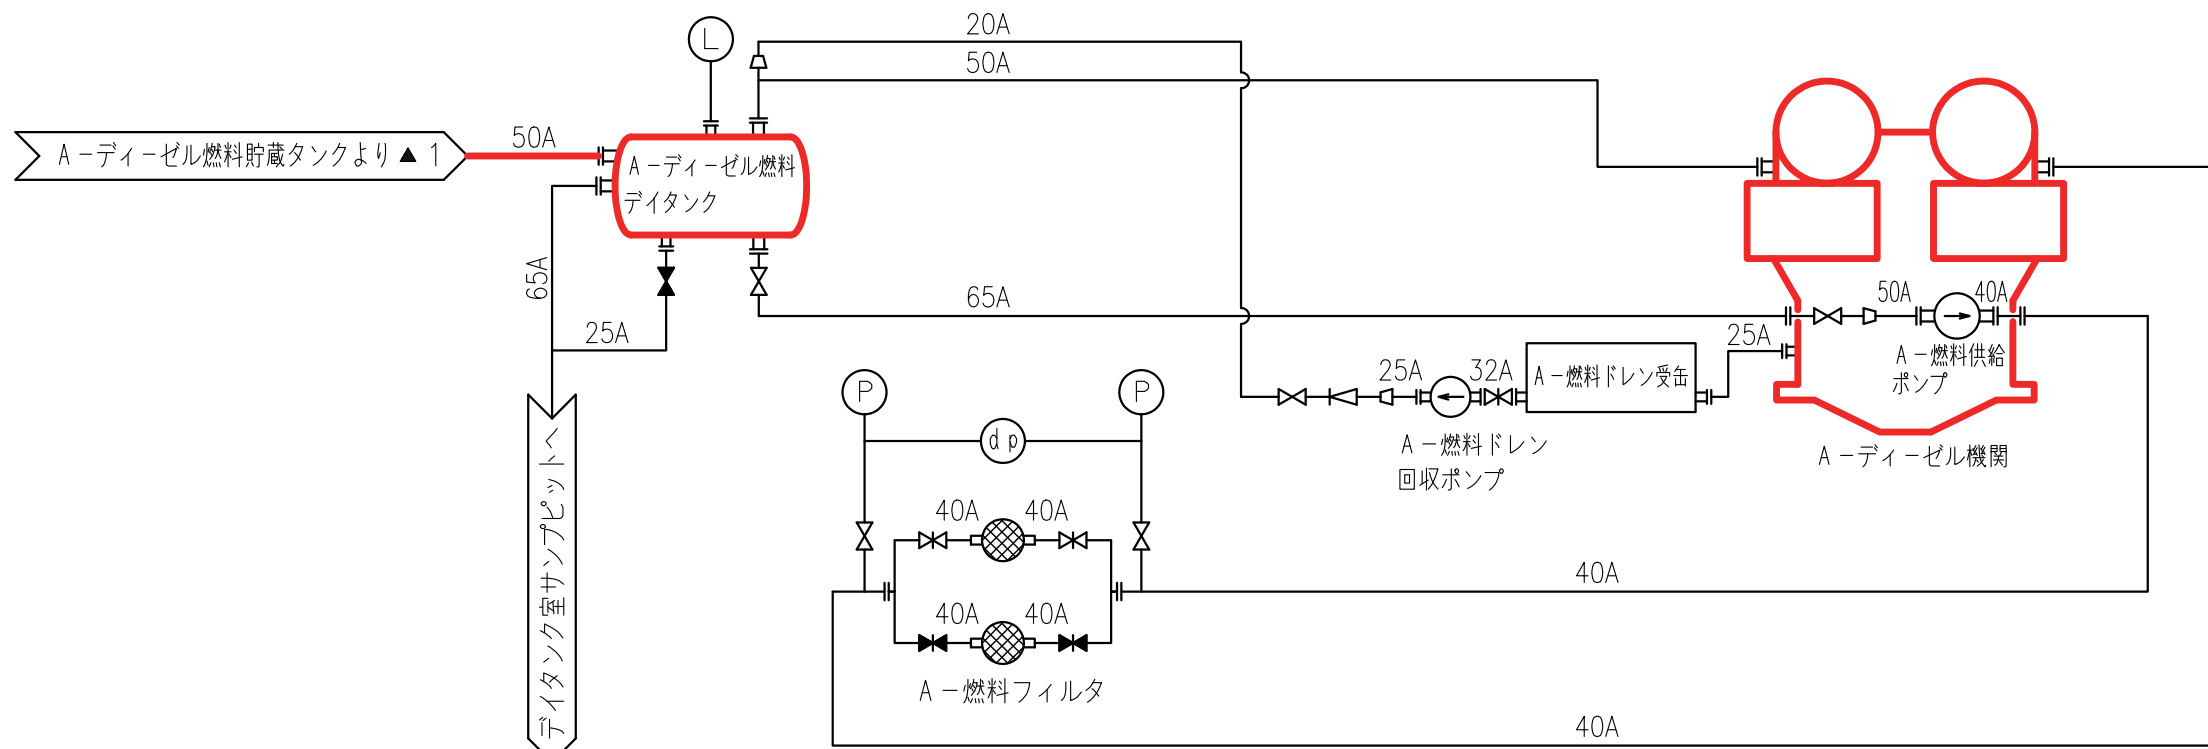 L
20A
50A
A－ディーゼル燃料貯蔵タンクより▲1
50A
A－ディーゼル燃料
デイタンク
65A
25A
65A
50A
40A
25A
A－燃料供給
ポンプ
25A
32A
A－燃料ドレン受缶
A－燃料ドレン
回収ポンプ
A－ディーゼル機関
P
P
dp
40A
40A
40A
40A
40A
A－燃料フィルタ
デイタンク室サンプピットへ
40A